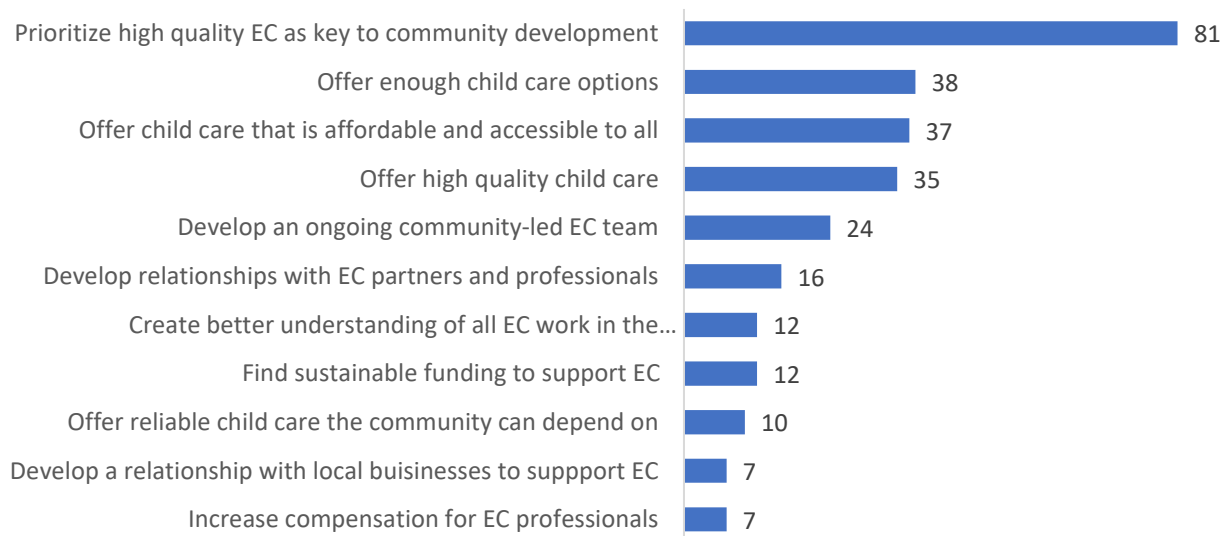 Prioritize high quality EC as key to community development 81
Offer enough child care options 38
Offer child care that is affordable and accessible to all 37
Offer high quality child care 35
Develop an ongoing community-led EC team 24
Develop relationships with EC partners and professionals 16
Create better understanding of all EC work in the… 12
Find sustainable funding to support EC 12
Offer reliable child care the community can depend on 10
Develop a relationship with local buisinesses to suppport EC 7
Increase compensation for EC professionals 7